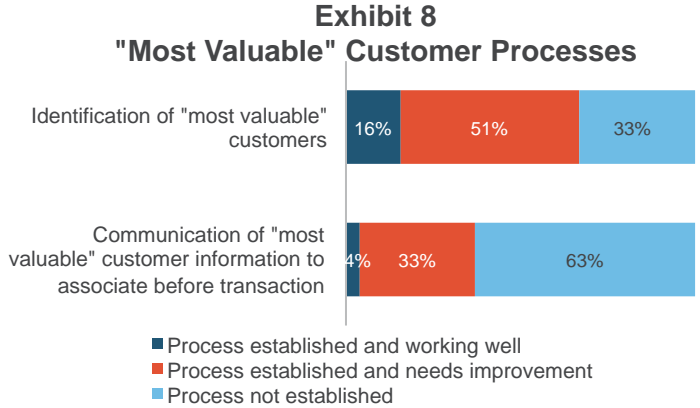 Exhibit 8
"Most Valuable" Customer Processes
Identification of "most valuable"
customers
16% 51% 33%
Communication of "most
valuable" customer information to
associate before transaction
4% 33% 63%
Process established and working well
Process established and needs improvement
Process not established